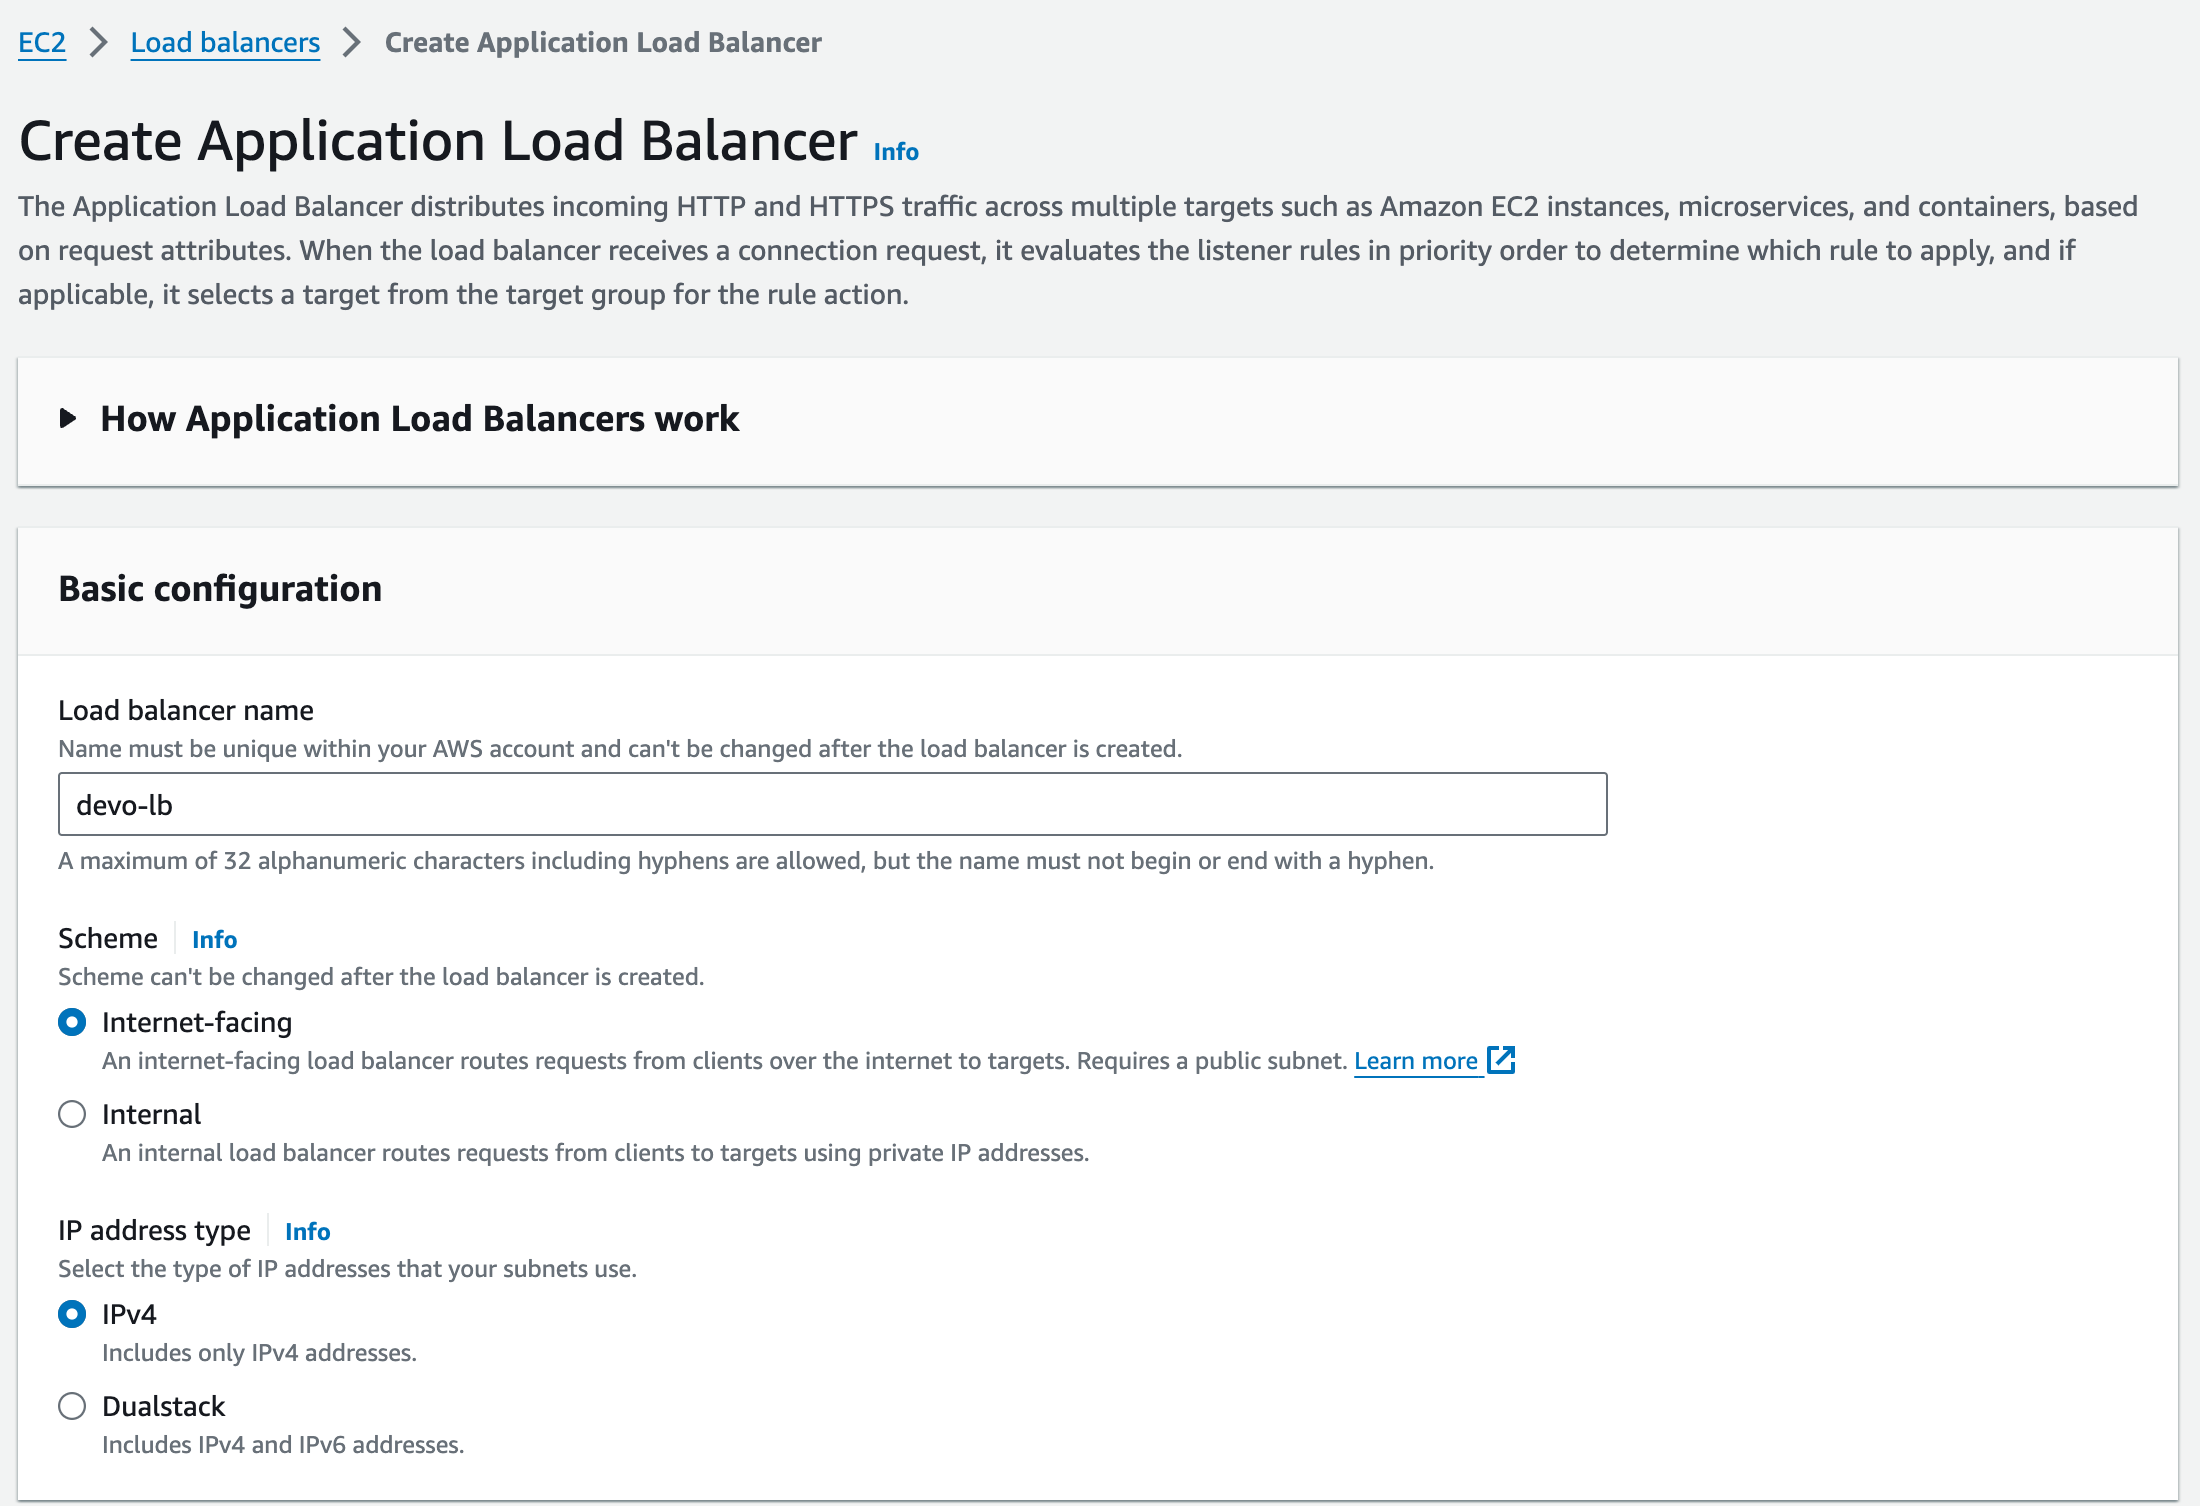 EC2 > Load balancers > Create Application Load Balancer
Create Application Load Balancer Info
The Application Load Balancer distributes incoming HTTP and HTTPS traffic across multiple targets such as Amazon EC2 instances, microservices, and containers, based
on request attributes. When the load balancer receives a connection request, it evaluates the listener rules in priority order to determine which rule to apply, and if
applicable, it selects a target from the target group for the rule action.
How Application Load Balancers work
Basic configuration
Load balancer name
Name must be unique within your AWS account and can't be changed after the load balancer is created.
devo-lb
A maximum of 32 alphanumeric characters including hyphens are allowed, but the name must not begin or end with a hyphen.
Scheme Info
Scheme can't be changed after the load balancer is created.
Internet-facing
An internet-facing load balancer routes requests from clients over the internet to targets. Requires a public subnet. Learn more
Internal
An internal load balancer routes requests from clients to targets using private IP addresses.
IP address type Info
Select the type of IP addresses that your subnets use.
IPv4
Includes only IPv4 addresses.
Dualstack
Includes IPv4 and IPv6 addresses.